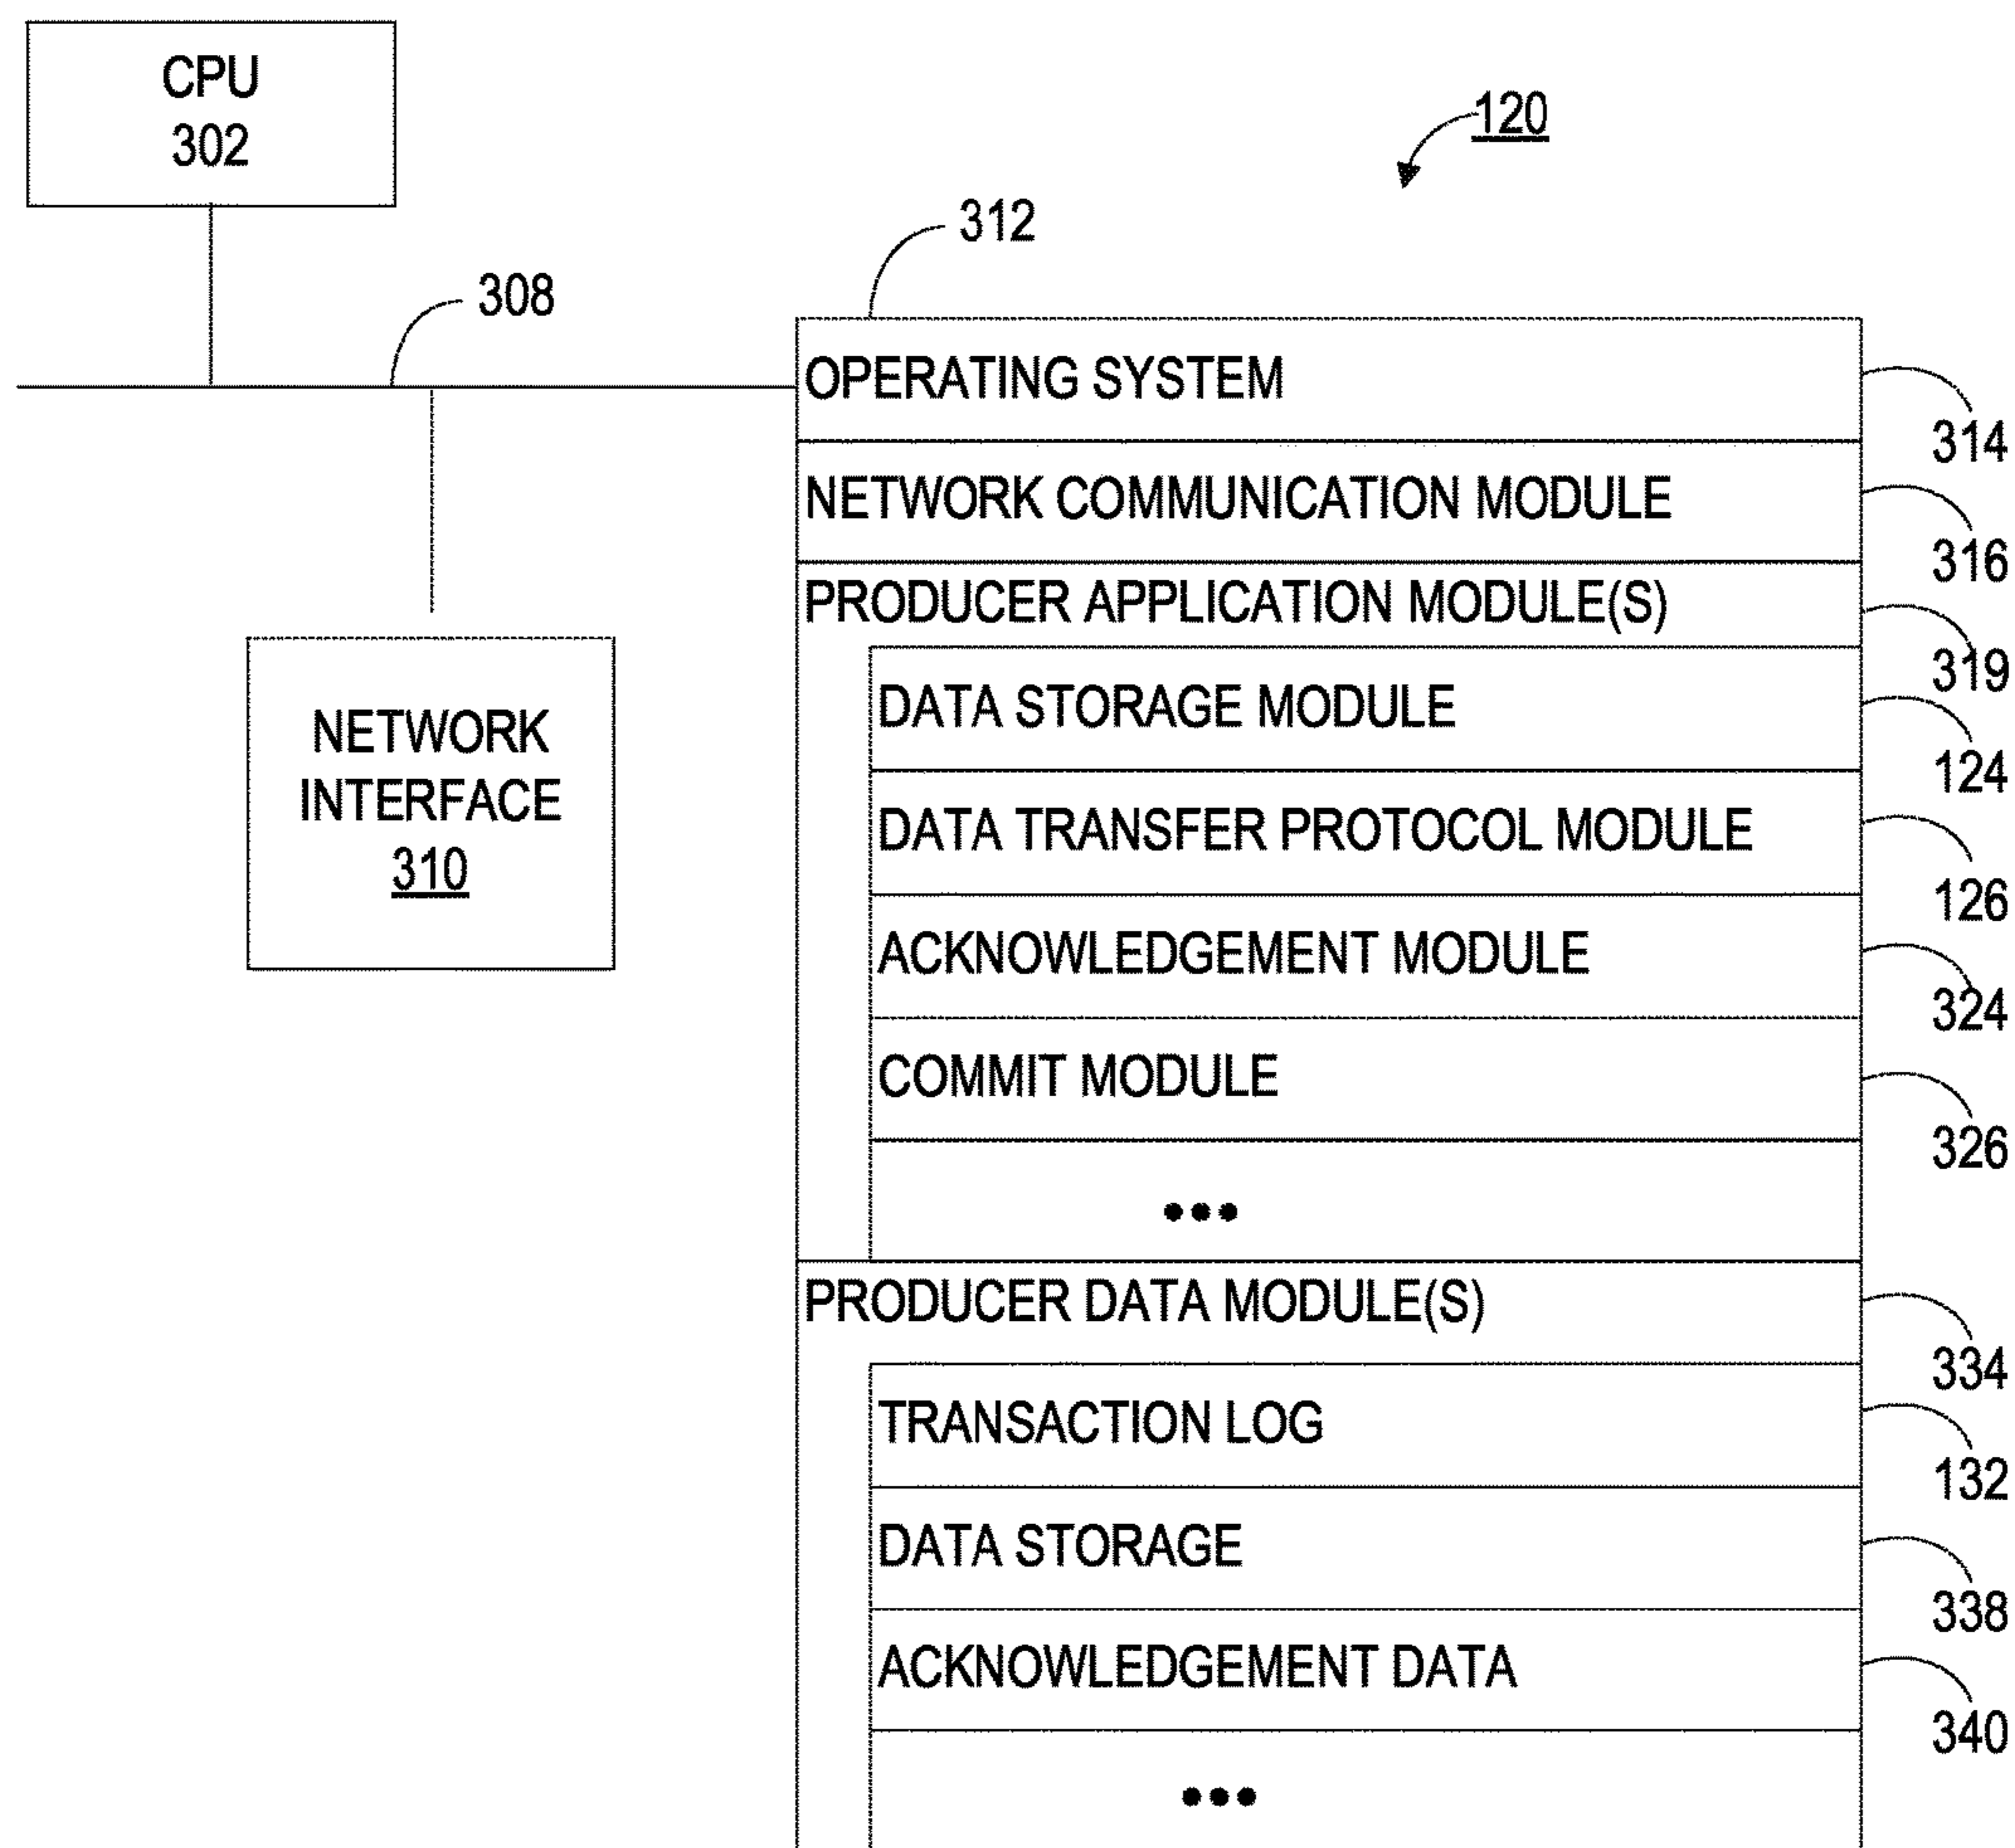 CPU
302
120
312
308
OPERATING SYSTEM
314
NETWORK COMMUNICATION MODULE
316
PRODUCER APPLICATION MODULE(S)
319
DATA STORAGE MODULE
124
NETWORK
INTERFACE
310
DATA TRANSFER PROTOCOL MODULE
126
ACKNOWLEDGEMENT MODULE
324
COMMIT MODULE
326
•••
PRODUCER DATA MODULE(S)
334
TRANSACTION LOG
132
DATA STORAGE
338
ACKNOWLEDGEMENT DATA
340
•••